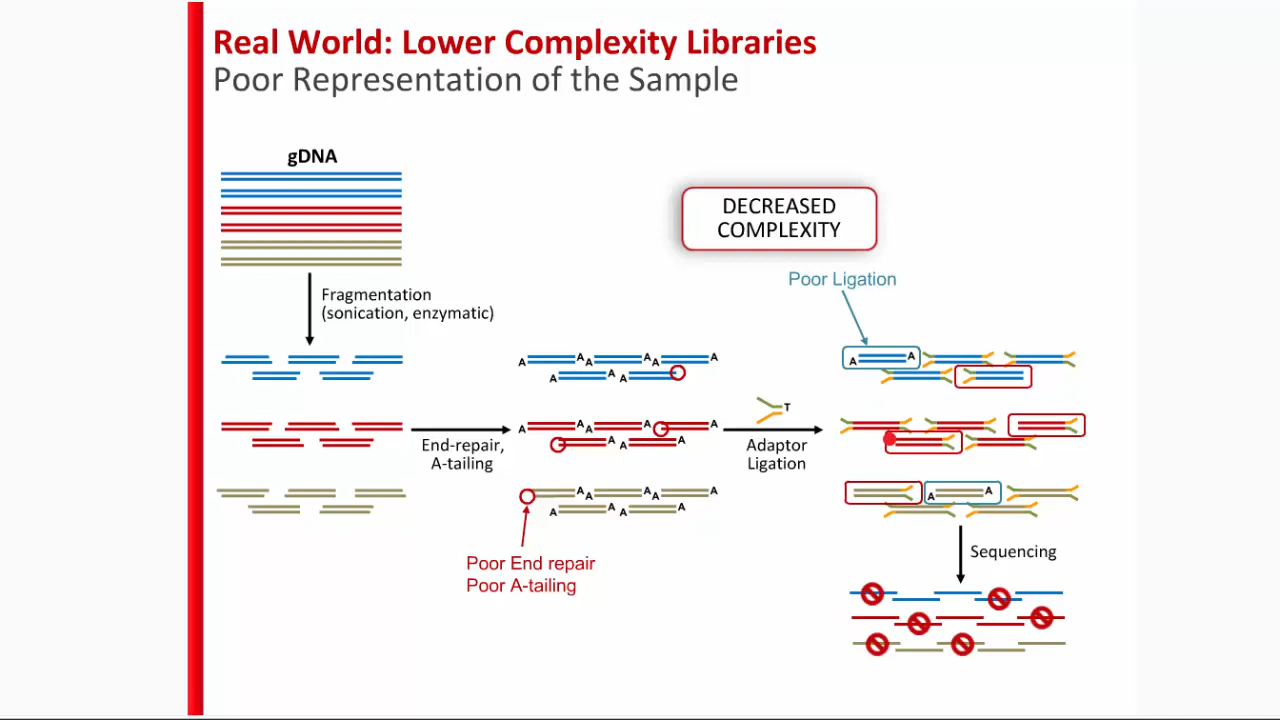 Real World: Lower Complexity Libraries
Poor Representation of the Sample
gDNA
DECREASED
COMPLEXITY
Poor Ligation
Fragmentation
(sonication, enzymatic)
A A A A A A
A A A
A A
T
A A A A A
A A A
End-repair,
A-tailing
Adaptor
Ligation
A A A A A
A A A A
A A
Poor End repair
Poor A-tailing
Sequencing